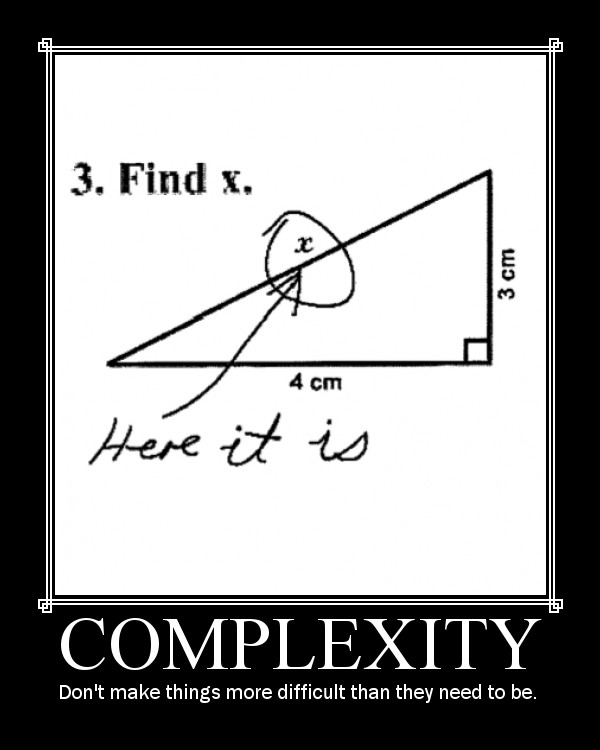 3. Find x.
x
3 cm
4 cm
Here it is
COMPLEXITY
Don't make things more difficult than they need to be.